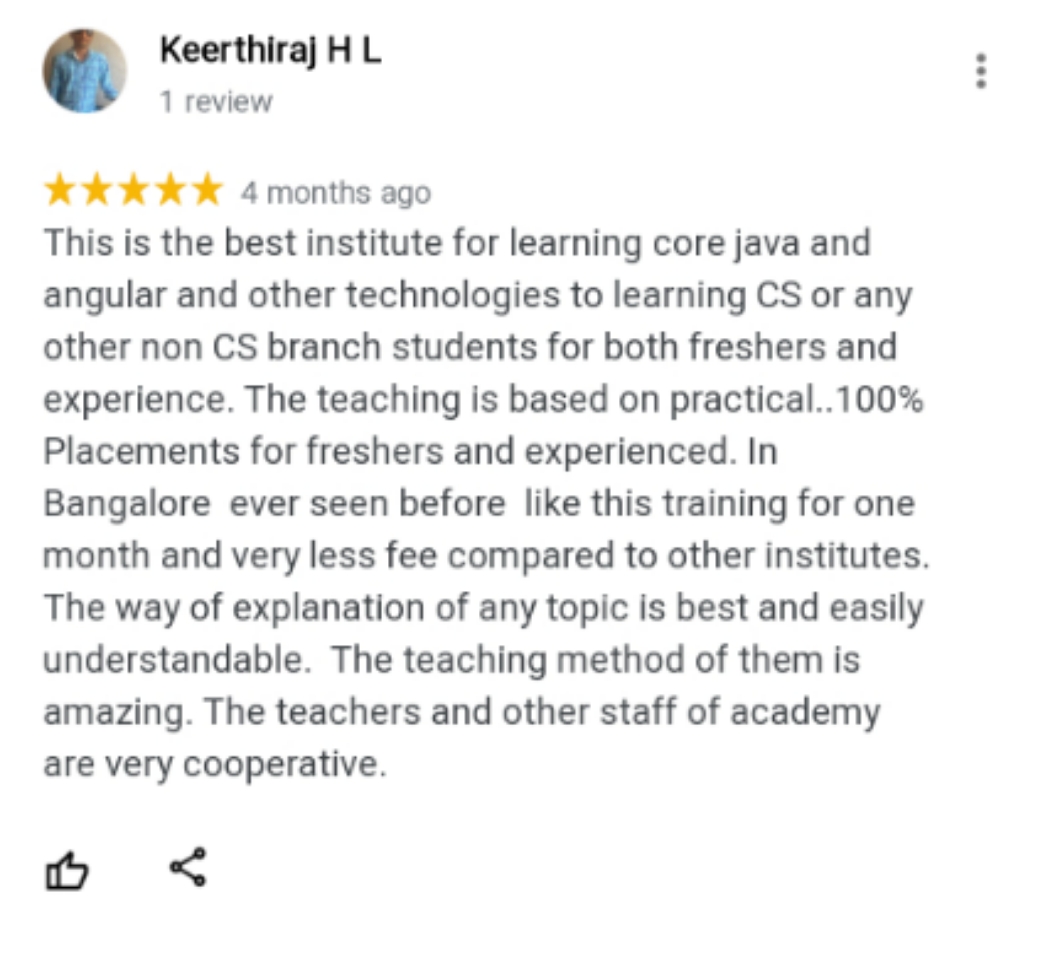 Keerthiraj H L
1 review
4 months ago
This is the best institute for learning core java and
angular and other technologies to learning CS or any
other non CS branch students for both freshers and
experience. The teaching is based on practical..100%
Placements for freshers and experienced. In
Bangalore  ever seen before  like this training for one
month and very less fee compared to other institutes.
The way of explanation of any topic is best and easily
understandable.  The teaching method of them is
amazing. The teachers and other staff of academy
are very cooperative.